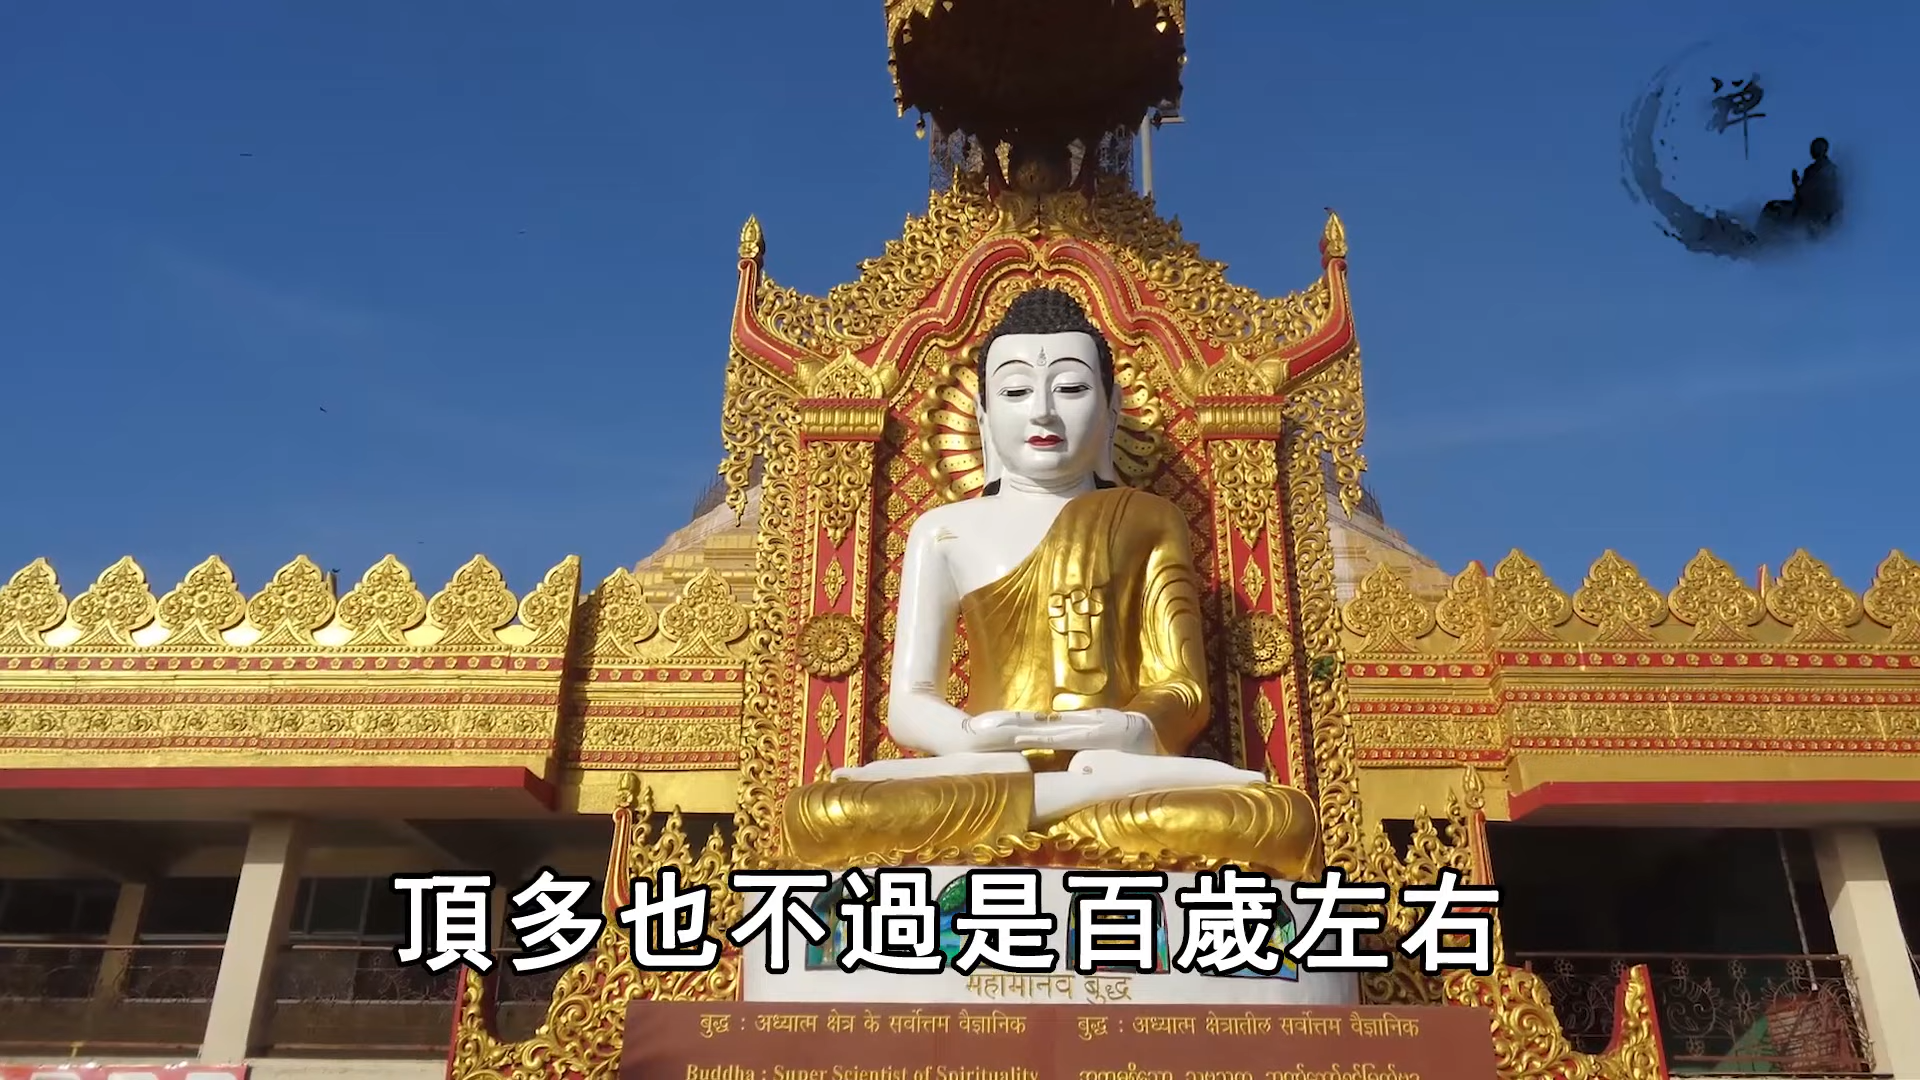 禅
頂多也不過是百歲左右
महामानव बुद्ध
बुद्ध : अध्यात्म क्षेत्र के सर्वोत्तम वैज्ञानिक
बुद्ध : अध्यात्म क्षेत्रातील सर्वोत्तम वैज्ञानिक
Buddha : Super Scientist of Spirituality